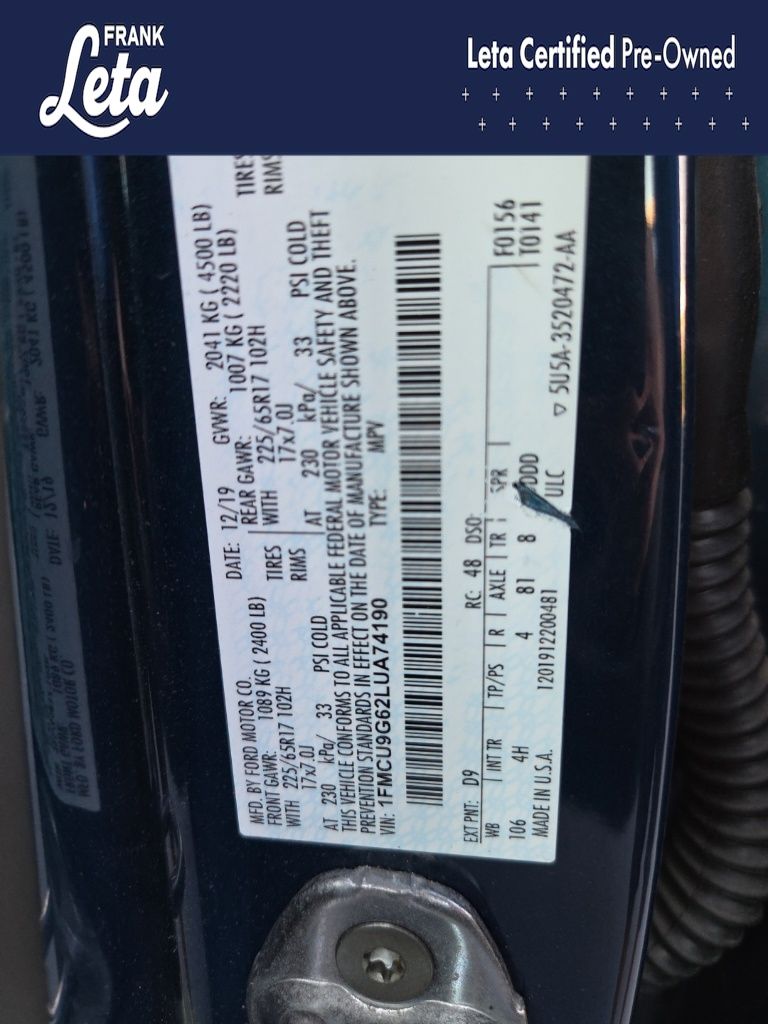 FRANK
Leta
Leta Certified Pre-Owned
MFD. BY FORD MOTOR CO.
DATE: 12/19 GVWR: 2041 KG ( 4500 LB)
FRONT GAWR: 1089 KG ( 2400 LB) REAR GAWR: 1007 KG ( 2220 LB)
WITH 225/65R17 102H TIRES WITH 225/65R17 102H TIRES
17x7.0J RIMS 17x7.0J RIMS
AT 230 kPa/ 33 PSI COLD AT 230 kPa/ 33 PSI COLD
THIS VEHICLE CONFORMS TO ALL APPLICABLE FEDERAL MOTOR VEHICLE SAFETY AND THEFT
PREVENTION STANDARDS IN EFFECT ON THE DATE OF MANUFACTURE SHOWN ABOVE.
VIN: 1FMCU9G62LUA74190 TYPE: MPV
EXT PNT: D9 RC: 48 DSO: F0156
WB INT TR TP/PS R AXLE TR SPR T0141
106 4H 4 81 8 DDD
MADE IN U.S.A. 1201912200481 ULC ▽ 5U5A-3520472-AA